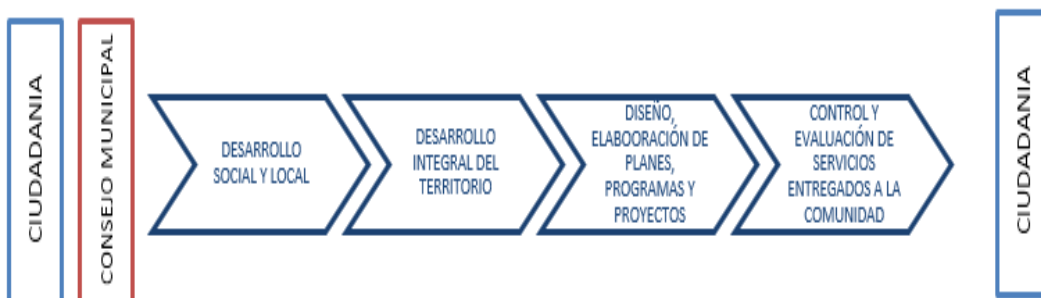 CIUDADANIA
CONSEJO MUNICIPAL
DESARROLLO
SOCIAL Y LOCAL
DESARROLLO
INTEGRAL DEL
TERRITORIO
DISEÑO,
ELABOORACIÓN DE
PLANES,
PROGRAMAS Y
PROYECTOS
CONTROL Y
EVALUACIÓN DE
SERVICIOS
ENTREGADOS A LA
COMUNIDAD
CIUDADANIA